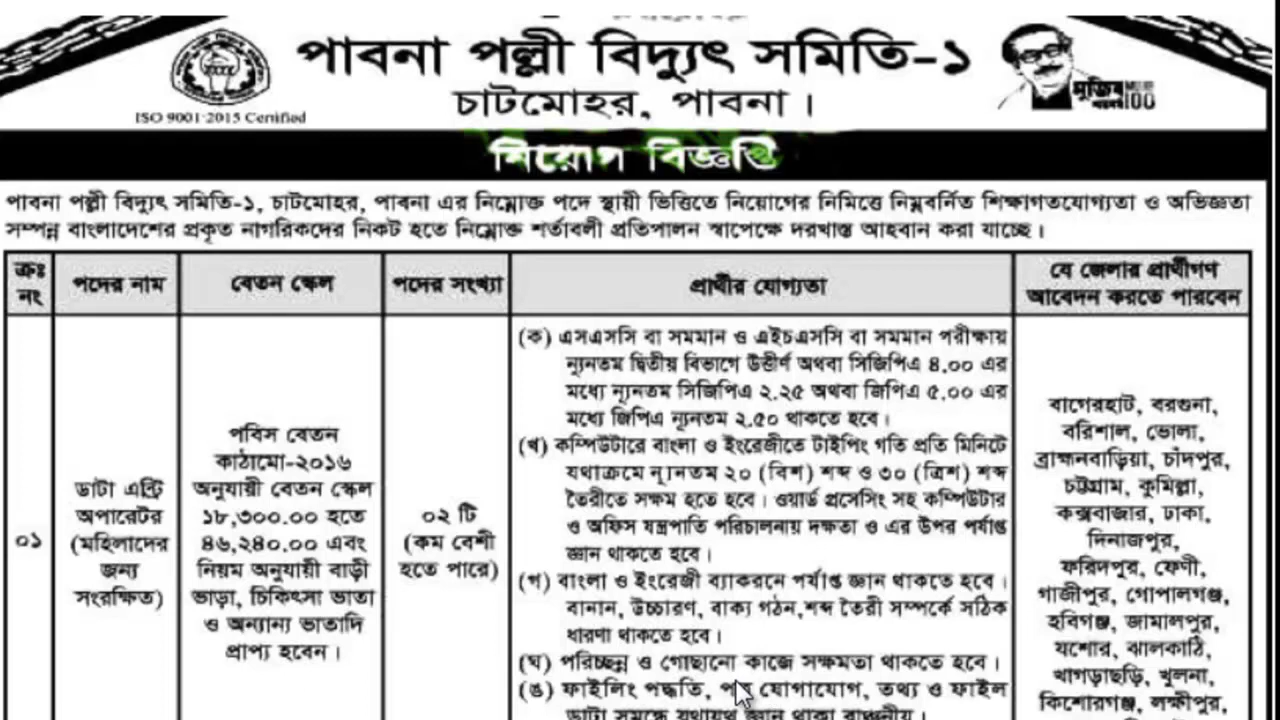 পাবনা পল্লী বিদ্যুৎ সমিতি-১
চাটমোহর, পাবনা।
ISO 9001-2015 Certified
মুজিব
100
নিয়োগ বিজ্ঞপ্তি
পাবনা পল্লী বিদ্যুৎ সমিতি-১, চাটমোহর, পাবনা এর নিম্নোক্ত পদে স্থায়ী ভিত্তিতে নিয়োগের নিমিত্তে নিম্নবর্নিত শিক্ষাগতযোগ্যতা ও অভিজ্ঞতা
সম্পন্ন বাংলাদেশের প্রকৃত নাগরিকদের নিকট হতে নিম্নোক্ত শর্তাবলী প্রতিপালন স্বাপেক্ষে দরখাস্ত আহবান করা যাচ্ছে।
ক্রঃ
নং
পদের নাম
বেতন স্কেল
পদের সংখ্যা
প্রার্থীর যোগ্যতা
যে জেলার প্রার্থীগণ
আবেদন করতে পারবেন
০১
ডাটা এন্ট্রি
অপারেটর
(মহিলাদের
জন্য
সংরক্ষিত)
পবিস বেতন
কাঠামো-২০১৬
অনুযায়ী বেতন স্কেল
১৮,৩০০.০০ হতে
৪৬,২৪০.০০ এবং
নিয়ম অনুযায়ী বাড়ী
ভাড়া, চিকিৎসা ভাতা
ও অন্যান্য ভাতাদি
প্রাপ্য হবেন।
০২ টি
(কম বেশী
হতে পারে)
(ক) এসএসসি বা সমমান ও এইচএসসি বা সমমান পরীক্ষায়
ন্যূনতম দ্বিতীয় বিভাগে উত্তীর্ণ অথবা সিজিপিএ ৪.০০ এর
মধ্যে ন্যূনতম সিজিপিএ ২.২৫ অথবা জিপিএ ৫.০০ এর
মধ্যে জিপিএ ন্যূনতম ২.৫০ থাকতে হবে।
(খ) কম্পিউটারে বাংলা ও ইংরেজীতে টাইপিং গতি প্রতি মিনিটে
যথাক্রমে ন্যূনতম ২০ (বিশ) শব্দ ও ৩০ (ত্রিশ) শব্দ
তৈরীতে সক্ষম হতে হবে। ওয়ার্ড প্রসেসিং সহ কম্পিউটার
ও অফিস যন্ত্রপাতি পরিচালনায় দক্ষতা ও এর উপর পর্যাপ্ত
জ্ঞান থাকতে হবে।
(গ) বাংলা ও ইংরেজী ব্যাকরনে পর্যাপ্ত জ্ঞান থাকতে হবে।
বানান, উচ্চারণ, বাক্য গঠন,শব্দ তৈরী সম্পর্কে সঠিক
ধারণা থাকতে হবে।
(ঘ) পরিচ্ছন্ন ও গোছানো কাজে সক্ষমতা থাকতে হবে।
(ঙ) ফাইলিং পদ্ধতি, পত্র যোগাযোগ, তথ্য ও ফাইল
ডাটা সমন্ধে যথাযথ জ্ঞান থাকা বাঞ্চনীয়।
বাগেরহাট, বরগুনা,
বরিশাল, ভোলা,
ব্রাহ্মনবাড়িয়া, চাঁদপুর,
চট্টগ্রাম, কুমিল্লা,
কক্সবাজার, ঢাকা,
দিনাজপুর,
ফরিদপুর, ফেণী,
গাজীপুর, গোপালগঞ্জ,
হবিগঞ্জ, জামালপুর,
যশোর, ঝালকাঠি,
খাগড়াছড়ি, খুলনা,
কিশোরগঞ্জ, লক্ষীপুর,